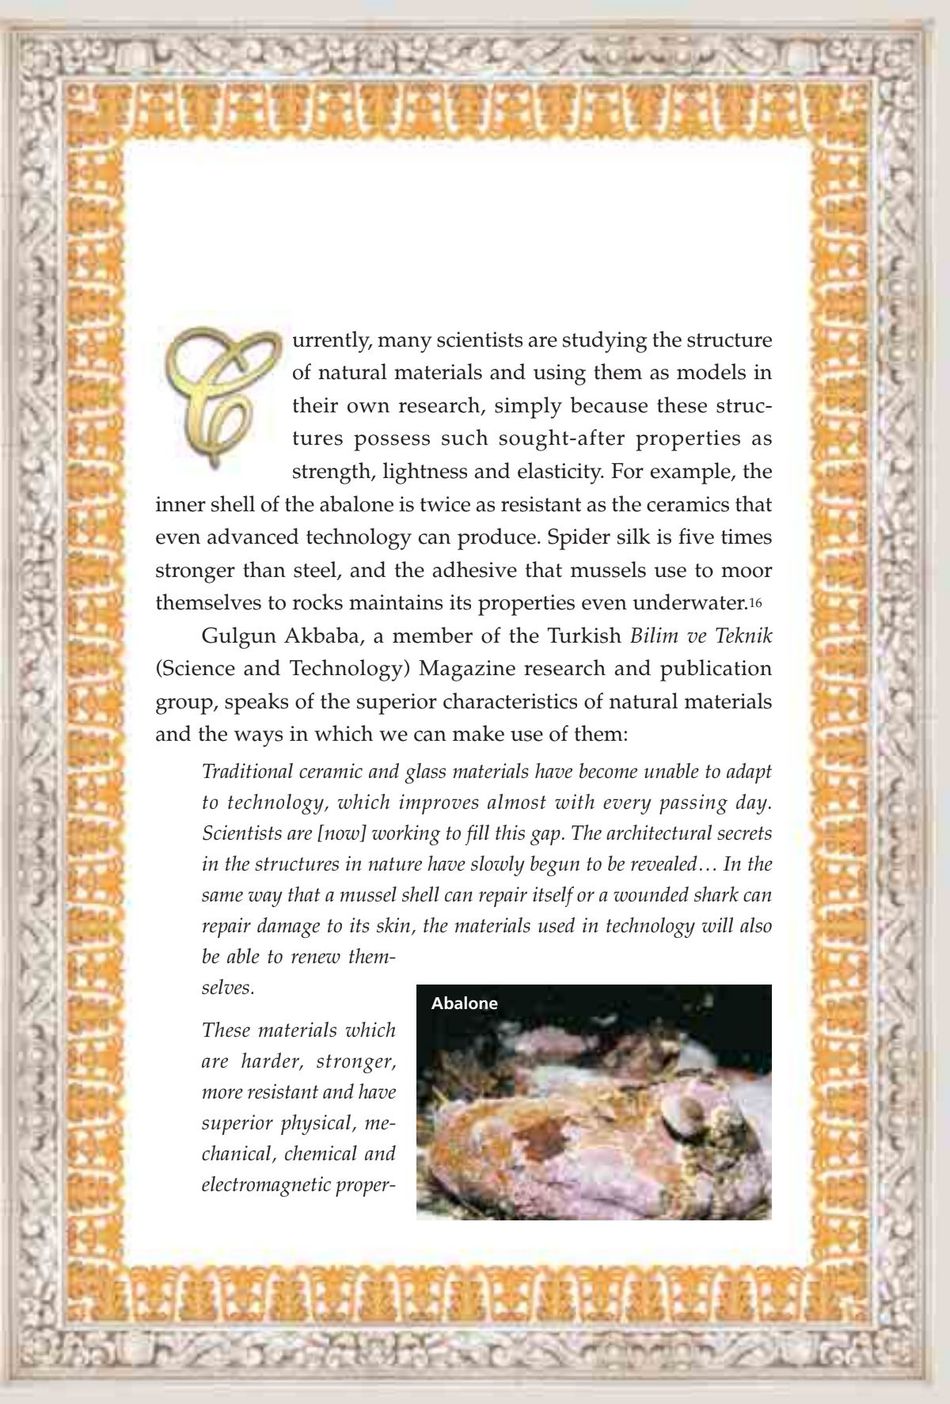 Currently, many scientists are studying the structure
of natural materials and using them as models in
their own research, simply because these struc-
tures possess such sought-after properties as
strength, lightness and elasticity. For example, the
inner shell of the abalone is twice as resistant as the ceramics that
even advanced technology can produce. Spider silk is five times
stronger than steel, and the adhesive that mussels use to moor
themselves to rocks maintains its properties even underwater.16
Gulgun Akbaba, a member of the Turkish Bilim ve Teknik
(Science and Technology) Magazine research and publication
group, speaks of the superior characteristics of natural materials
and the ways in which we can make use of them:
Traditional ceramic and glass materials have become unable to adapt
to technology, which improves almost with every passing day.
Scientists are [now] working to fill this gap. The architectural secrets
in the structures in nature have slowly begun to be revealed… In the
same way that a mussel shell can repair itself or a wounded shark can
repair damage to its skin, the materials used in technology will also
be able to renew them-
selves.
These materials which
are harder, stronger,
more resistant and have
superior physical, me-
chanical, chemical and
electromagnetic proper-
Abalone